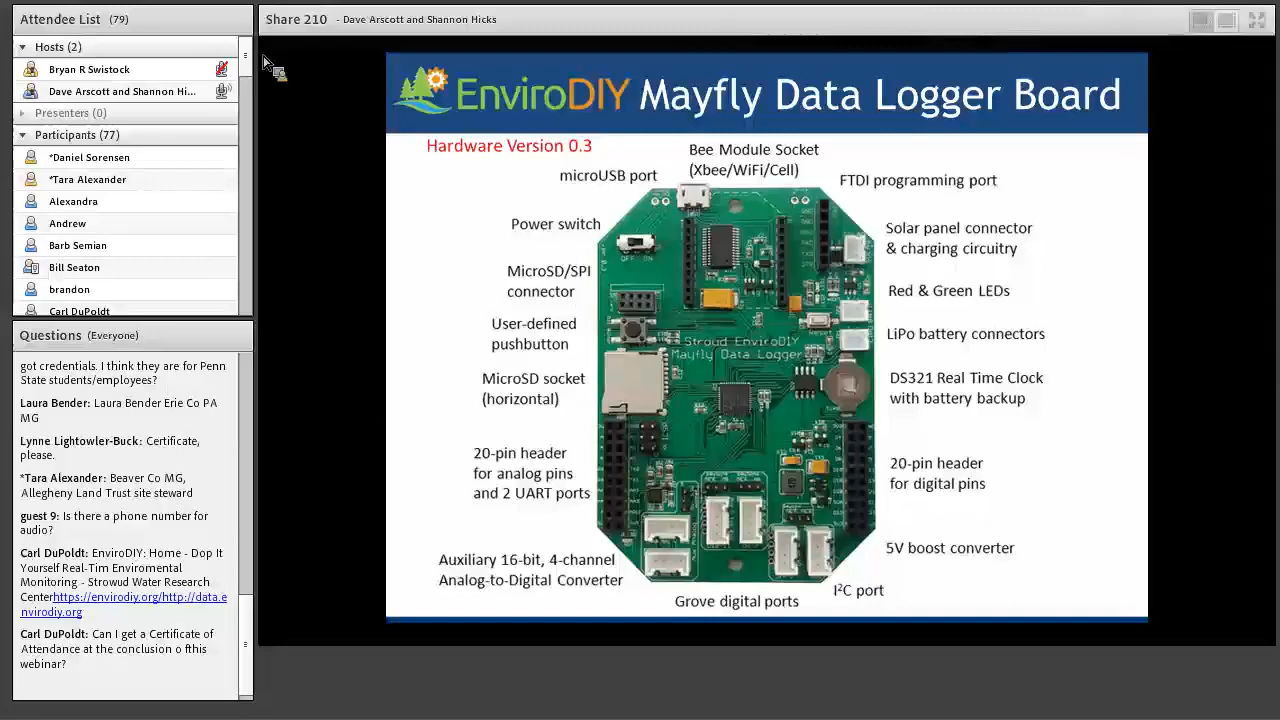 Attendee List (79)
Hosts (2)
Bryan R Swistock
Dave Arscott and Shannon Hi...
Presenters (0)
Participants (77)
*Daniel Sorensen
*Tara Alexander
Alexandra
Andrew
Barb Semian
Bill Seaton
brandon
Carl DuPoldt
Questions (Everyone)
got credentials. I think they are for Penn
State students/employees?
Laura Bender: Laura Bender Erie Co PA
MG
Lynne Lightowler-Buck: Certificate,
please.
*Tara Alexander: Beaver Co MG,
Allegheny Land Trust site steward
guest 9: Is there a phone number for
audio?
Carl DuPoldt: EnviroDIY: Home - Dop It
Yourself Real-Tim Enviromental
Monitoring - Strowud Water Research
Centerhttps://envirodiy.org/http://data.e
nvirodiy.org
Carl DuPoldt: Can I get a Certificate of
Attendance at the conclusion o fthis
webinar?
Share 210 - Dave Arscott and Shannon Hicks
EnviroDIY Mayfly Data Logger Board
Hardware Version 0.3
Bee Module Socket
(Xbee/WiFi/Cell)
microUSB port
FTDI programming port
Power switch
Solar panel connector
& charging circuitry
MicroSD/SPI
connector
Red & Green LEDs
User-defined
pushbutton
LiPo battery connectors
MicroSD socket
(horizontal)
DS321 Real Time Clock
with battery backup
20-pin header
for analog pins
and 2 UART ports
20-pin header
for digital pins
5V boost converter
Auxiliary 16-bit, 4-channel
Analog-to-Digital Converter
I²C port
Grove digital ports
OFF ON
Stroud EnviroDIY
Mayfly Data Logger